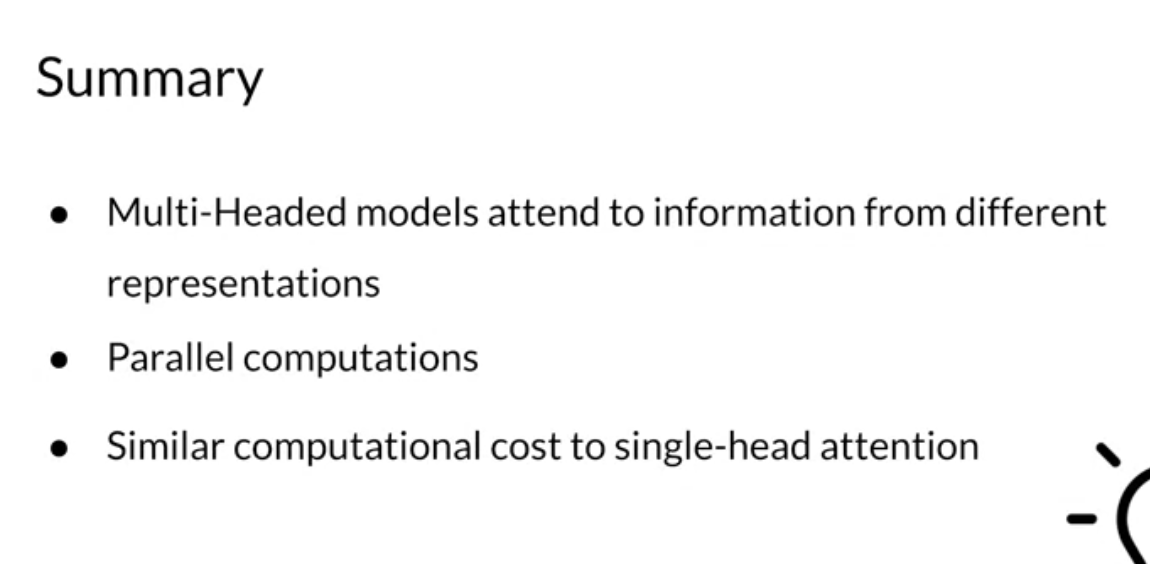 Summary
● Multi-Headed models attend to information from different
representations
● Parallel computations
● Similar computational cost to single-head attention